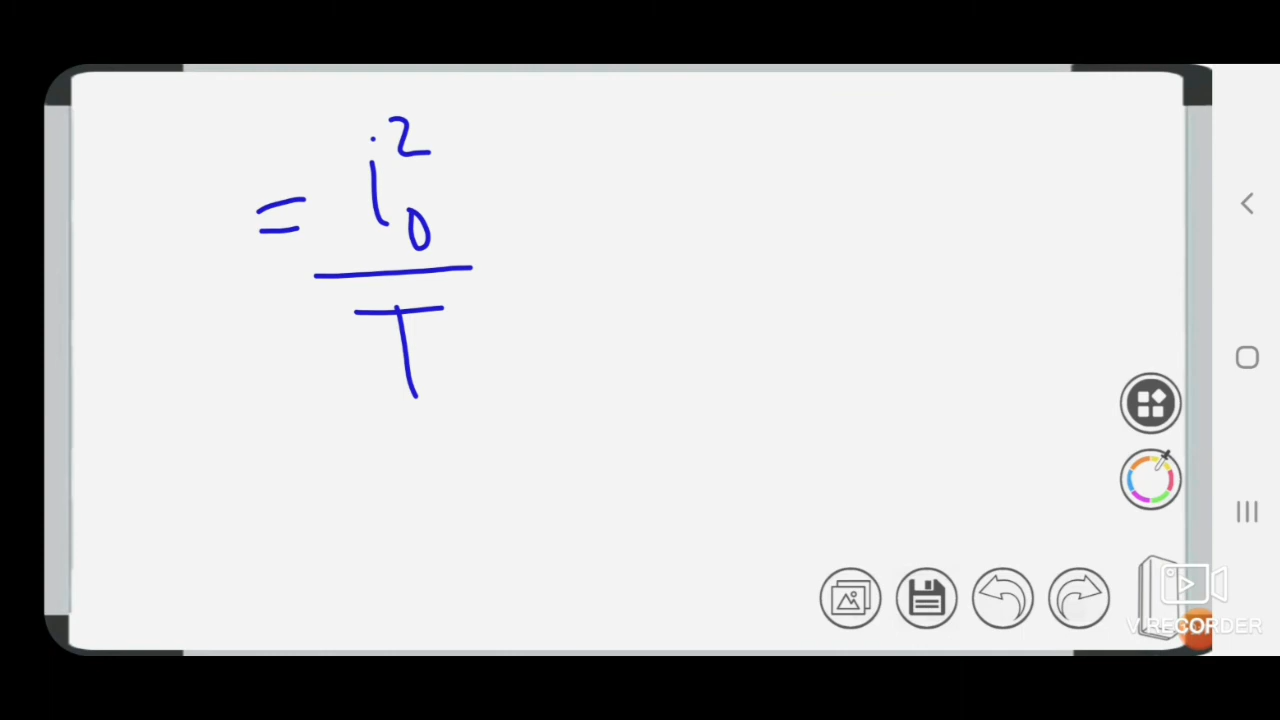 = i₀²
T
V RECORDER